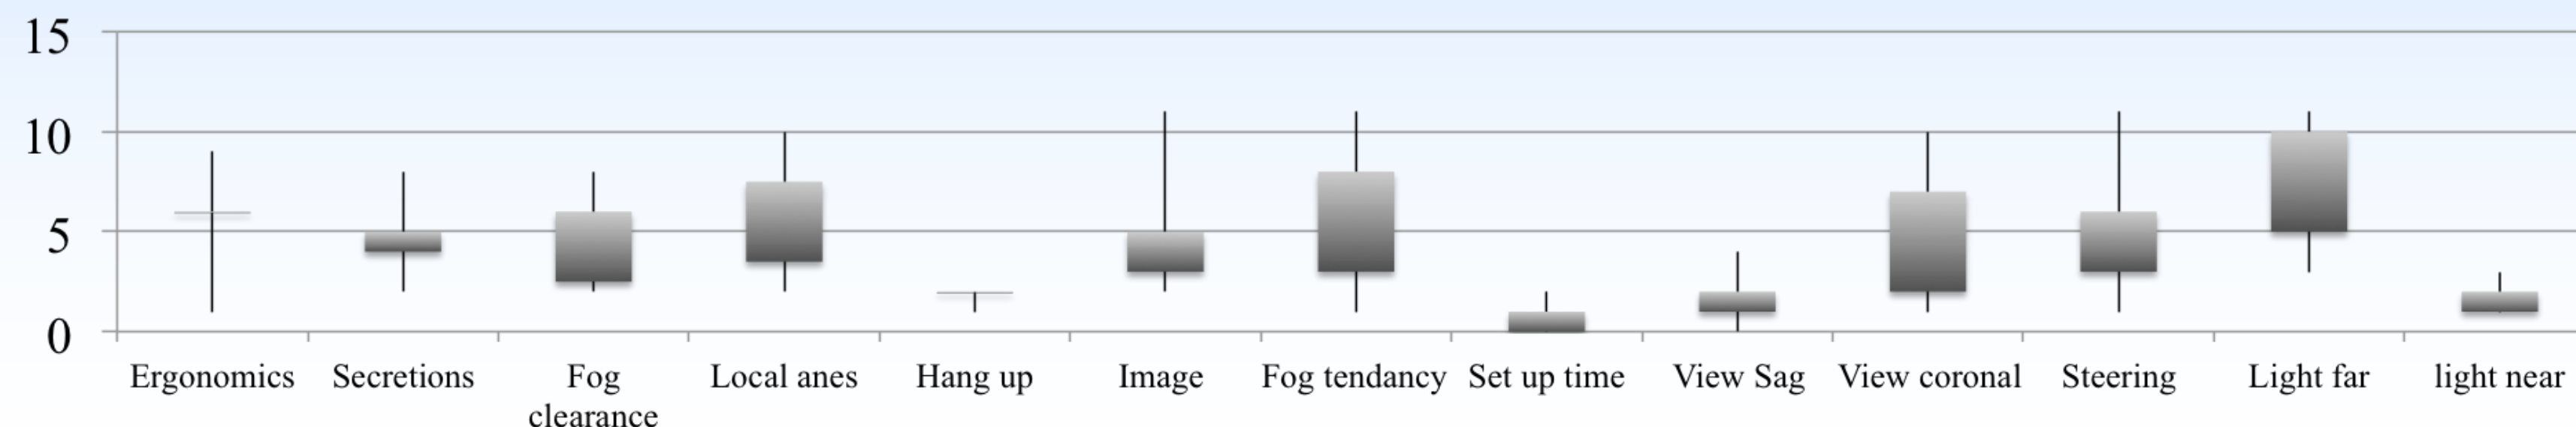 15
10
5
0
Ergonomics Secretions Fog Local anes Hang up Image Fog tendancy Set up time View Sag View coronal Steering Light far light near
clearance